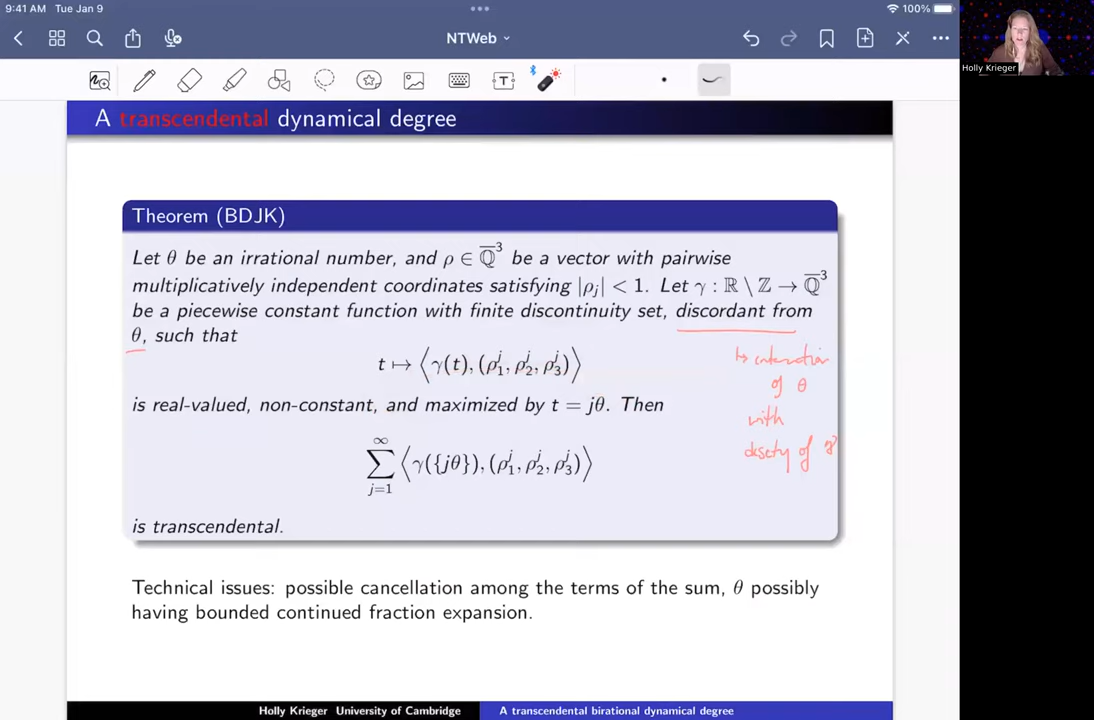 9:41 AM Tue Jan 9
100%
NTWeb
Holly Krieger
A transcendental dynamical degree
Theorem (BDJK)
Let θ be an irrational number, and ρ ∈ Q̅³ be a vector with pairwise
multiplicatively independent coordinates satisfying |ρⱼ| < 1. Let γ : ℝ \ ℤ → Q̅³
be a piecewise constant function with finite discontinuity set, discordant from
θ, such that
t ↦ ⟨γ(t), (ρ₁ʲ, ρ₂ʲ, ρ₃ʲ)⟩
is real-valued, non-constant, and maximized by t = jθ. Then
∑_{j=1}^{∞} ⟨γ({jθ}), (ρ₁ʲ, ρ₂ʲ, ρ₃ʲ)⟩
is transcendental.
↳ interaction
of θ
with
of γ
Technical issues: possible cancellation among the terms of the sum, θ possibly
having bounded continued fraction expansion.
Holly Krieger University of Cambridge
A transcendental birational dynamical degree